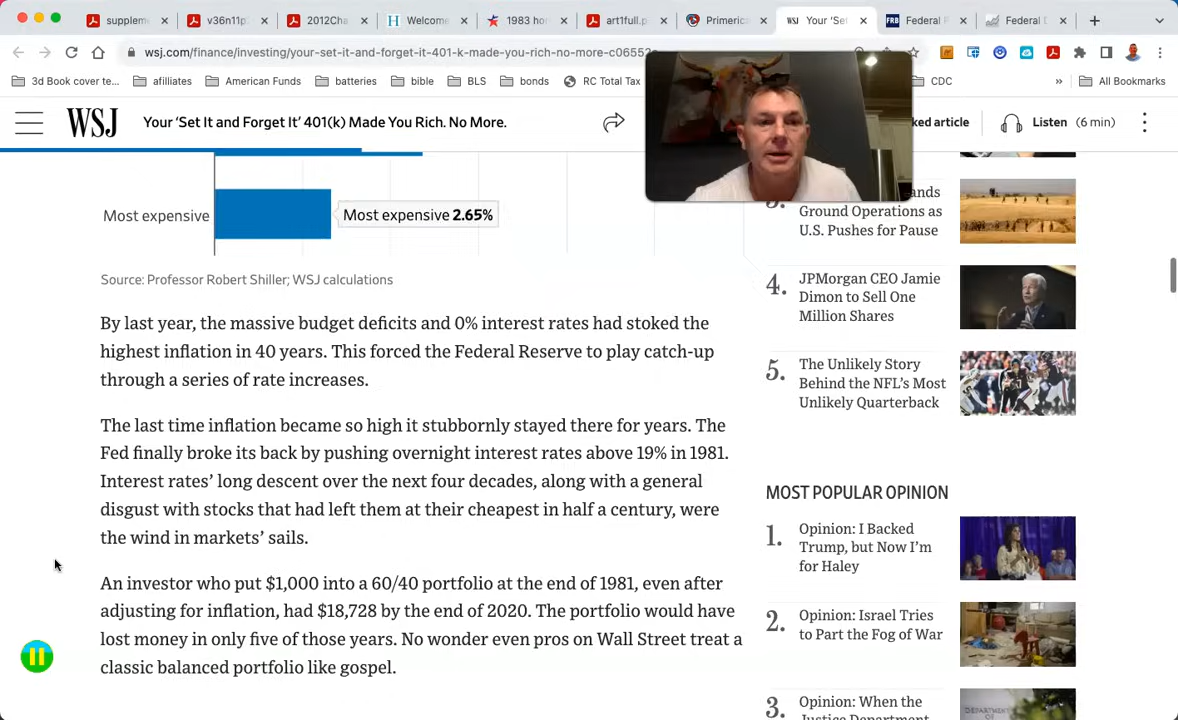 suppleme
v36n11p
2012Cha
Welcome
1983 ho
art1full.p
Primeric
WSJ
Your 'Se
FRB
Federal F
Federal
wsj.com/finance/investing/your-set-it-and-forget-it-401-k-made-you-rich-no-more-c06552
3d Book cover te...
afiliiates
American Funds
batteries
bible
BLS
bonds
RC Total Tax
CDC
»
All Bookmarks
WSJ
Your 'Set It and Forget It' 401(k) Made You Rich. No More.
ked article
Listen (6 min)
Most expensive
Most expensive 2.65%
Source: Professor Robert Shiller; WSJ calculations
By last year, the massive budget deficits and 0% interest rates had stoked the
highest inflation in 40 years. This forced the Federal Reserve to play catch-up
through a series of rate increases.
The last time inflation became so high it stubbornly stayed there for years. The
Fed finally broke its back by pushing overnight interest rates above 19% in 1981.
Interest rates' long descent over the next four decades, along with a general
disgust with stocks that had left them at their cheapest in half a century, were
the wind in markets' sails.
An investor who put $1,000 into a 60/40 portfolio at the end of 1981, even after
adjusting for inflation, had $18,728 by the end of 2020. The portfolio would have
lost money in only five of those years. No wonder even pros on Wall Street treat a
classic balanced portfolio like gospel.
ands
Ground Operations as
U.S. Pushes for Pause
4.
JPMorgan CEO Jamie
Dimon to Sell One
Million Shares
5.
The Unlikely Story
Behind the NFL's Most
Unlikely Quarterback
MOST POPULAR OPINION
1.
Opinion: I Backed
Trump, but Now I'm
for Haley
2.
Opinion: Israel Tries
to Part the Fog of War
3.
Opinion: When the
Justice Department